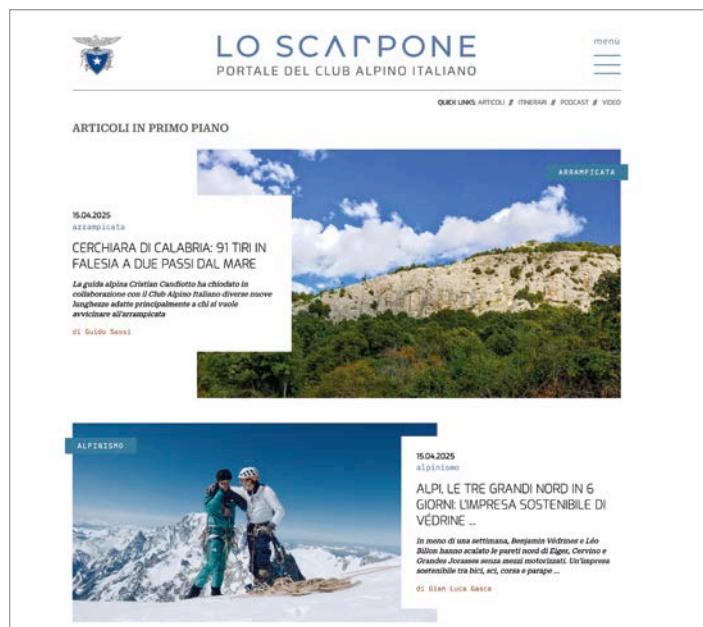 LO SCARPONE
PORTALE DEL CLUB ALPINO ITALIANO
menù
QUICK LINKS: ARTICOLI // ITINERARI // PODCAST // VIDEO
ARTICOLI IN PRIMO PIANO
ARRAMPICATA
15.04.2025
arrampicata
CERCHIARA DI CALABRIA: 91 TIRI IN
FALESIA A DUE PASSI DAL MARE
La guida alpina Cristian Candiotto ha chiodato in
collaborazione con il Club Alpino Italiano diverse nuove
lunghezze adatte principalmente a chi si vuole
avvicinare all'arrampicata
di Guido Sassi
ALPINISMO
15.04.2025
alpinismo
ALPI, LE TRE GRANDI NORD IN 6
GIORNI: L'IMPRESA SOSTENIBILE DI
VÉDRINE ...
In meno di una settimana, Benjamin Védrines e Léo
Billon hanno scalato le pareti nord di Eiger, Cervino e
Grandes Jorasses senza mezzi motorizzati. Un'impresa
sostenibile tra bici, sci, corsa e parape ...
di Gian Luca Gasca